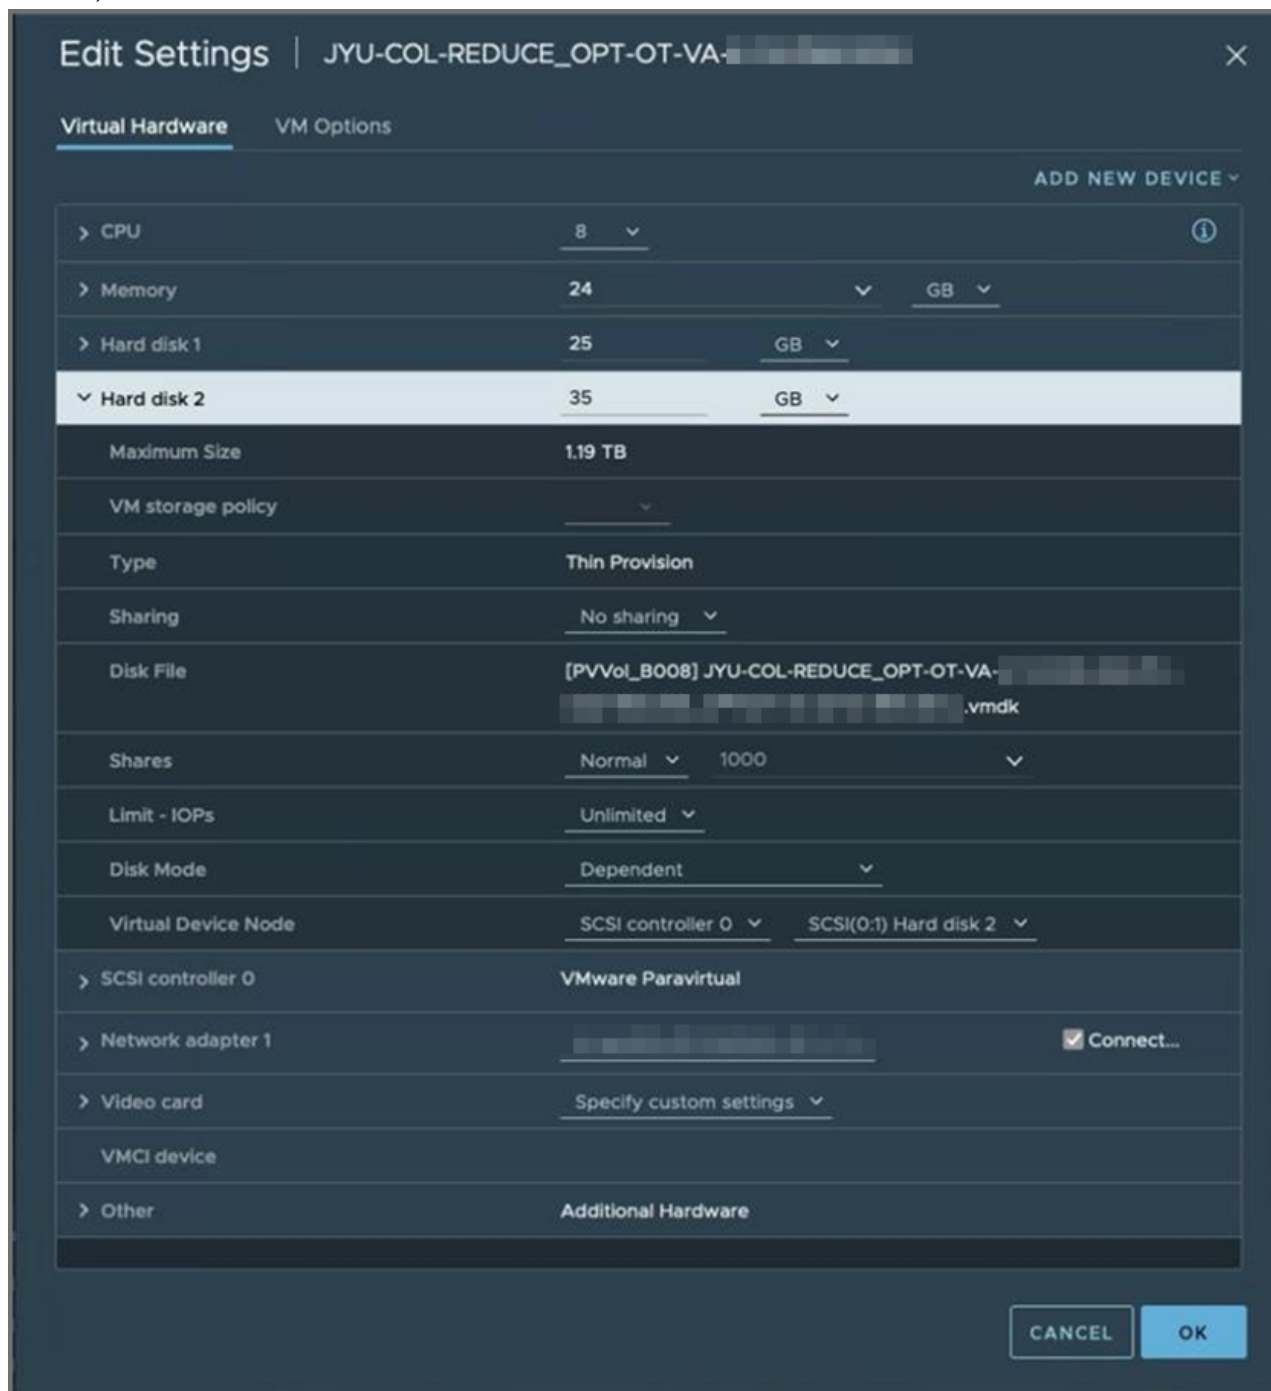 Edit Settings | JYU-COL-REDUCE_OPT-OT-VA-
Virtual Hardware VM Options
ADD NEW DEVICE
CPU 8
Memory 24 GB
Hard disk 1 25 GB
Hard disk 2 35 GB
Maximum Size 1.19 TB
VM storage policy
Type Thin Provision
Sharing No sharing
Disk File [PVVol_B008] JYU-COL-REDUCE_OPT-OT-VA-
.vmdk
Shares Normal 1000
Limit - IOPs Unlimited
Disk Mode Dependent
Virtual Device Node SCSI controller 0 SCSI(0:1) Hard disk 2
SCSI controller 0 VMware Paravirtual
Network adapter 1 Connect...
Video card Specify custom settings
VMCI device
Other Additional Hardware
CANCEL OK